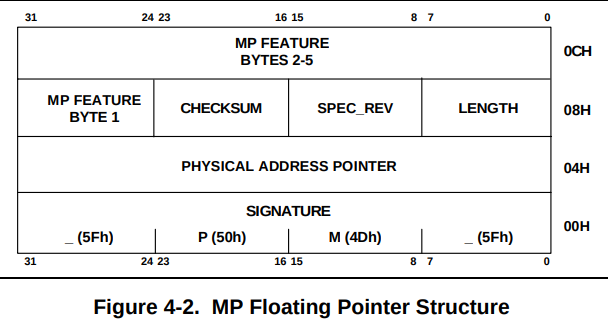 31 24 23 16 15 8 7 0
MP FEATURE
BYTES 2-5
0CH
MP FEATURE
BYTE 1
CHECKSUM
SPEC_REV
LENGTH
08H
PHYSICAL ADDRESS POINTER
04H
SIGNATURE
00H
_ (5Fh) P (50h) M (4Dh) _ (5Fh)
31 24 23 16 15 8 7 0
Figure 4-2. MP Floating Pointer Structure